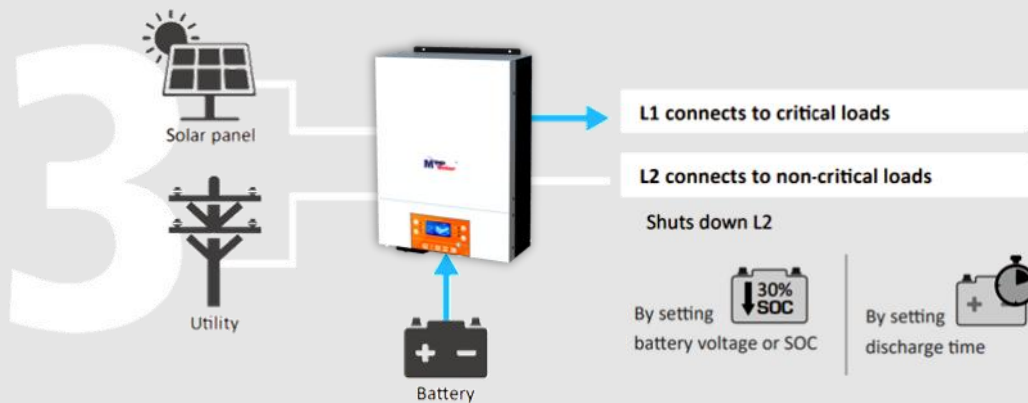 3
Solar panel
Utility
Battery
L1 connects to critical loads
L2 connects to non-critical loads
Shuts down L2
30%
SOC
By setting
battery voltage or SOC
By setting
discharge time